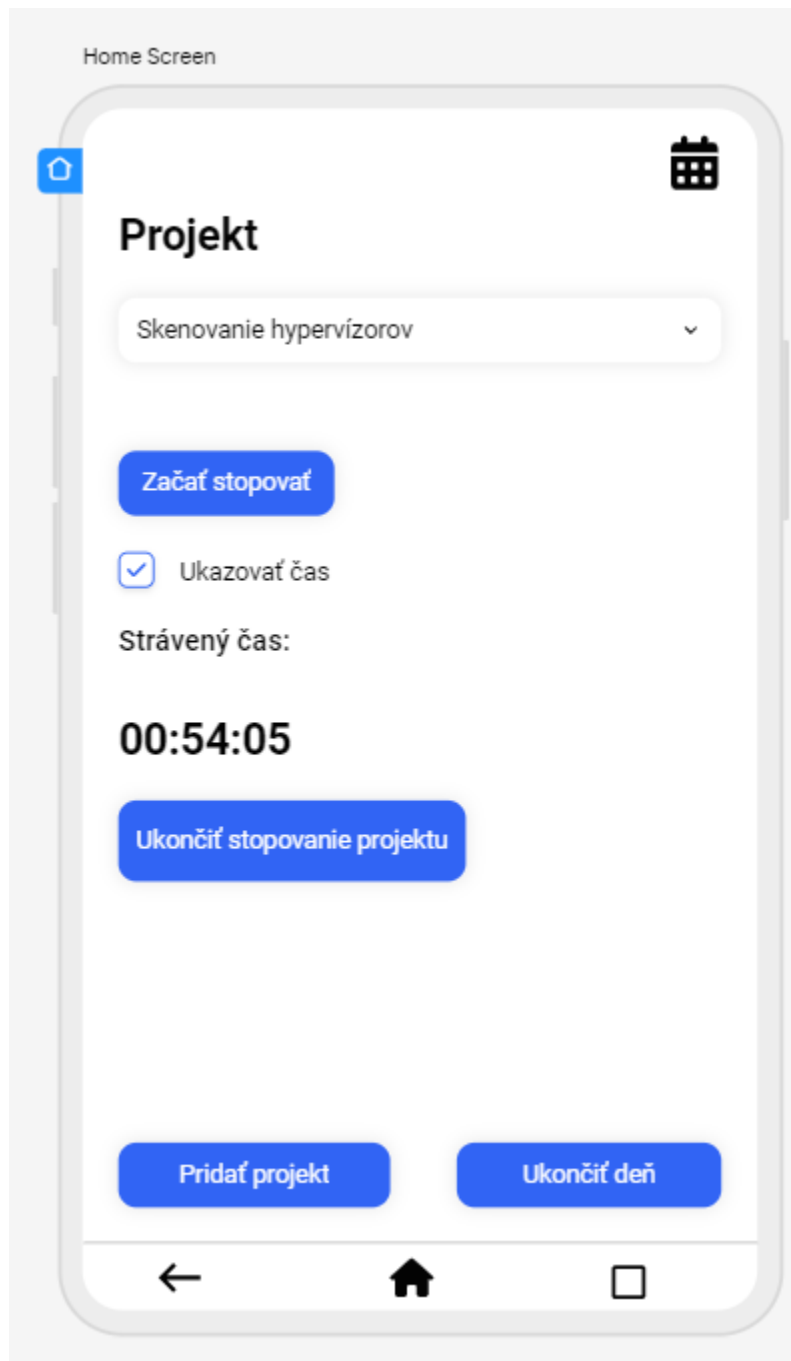 Home Screen
Projekt
Skenovanie hypervízorov
Začať stopovať
Ukazovať čas
Strávený čas:
00:54:05
Ukončiť stopovanie projektu
Pridať projekt
Ukončiť deň